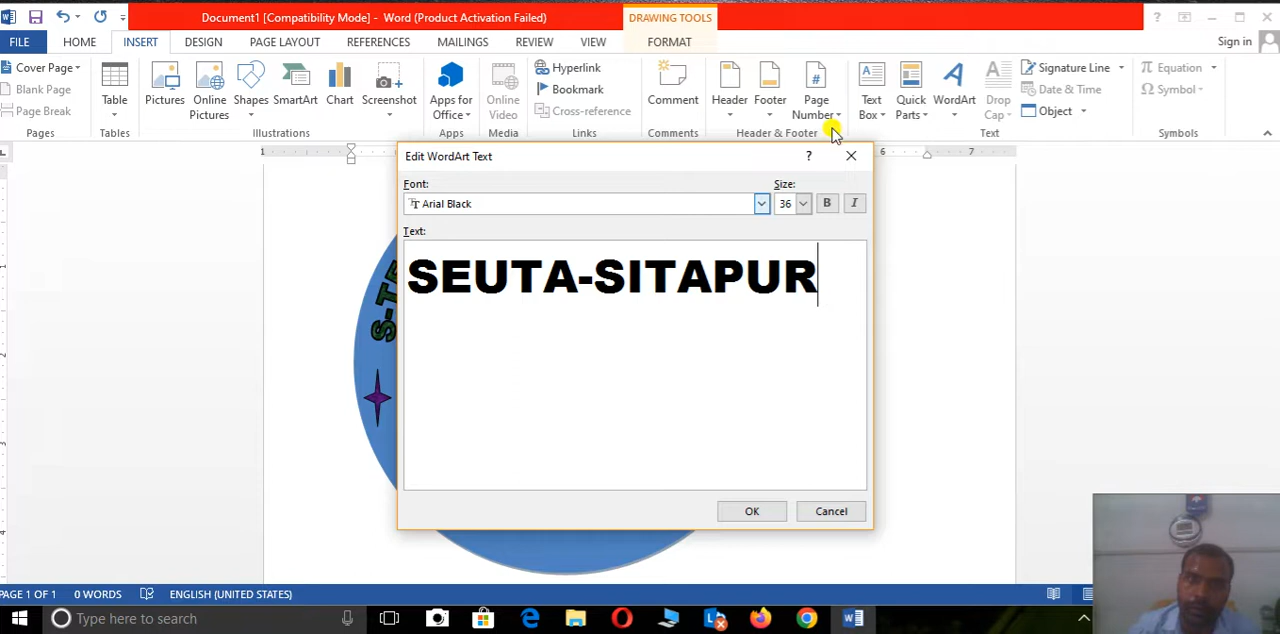 Document1 [Compatibility Mode] - Word (Product Activation Failed)
DRAWING TOOLS
?
FILE
HOME
INSERT
DESIGN
PAGE LAYOUT
REFERENCES
MAILINGS
REVIEW
VIEW
FORMAT
Sign in
Cover Page
Blank Page
Page Break
Table
Pictures
Online
Pictures
Shapes
SmartArt
Chart
Screenshot
Apps for
Office
Online
Video
Hyperlink
Bookmark
Cross-reference
Comment
Header
Footer
Page
Number
Text
Box
Quick
Parts
WordArt
Drop
Cap
Signature Line
Date & Time
Object
Equation
Symbol
Pages
Tables
Illustrations
Apps
Media
Links
Comments
Header & Footer
Text
Symbols
1
6
7
Edit WordArt Text
?
Font:
Size:
Arial Black
36
B
I
Text:
SEUTA-SITAPUR
S-TE
OK
Cancel
PAGE 1 OF 1
0 WORDS
ENGLISH (UNITED STATES)
Type here to search